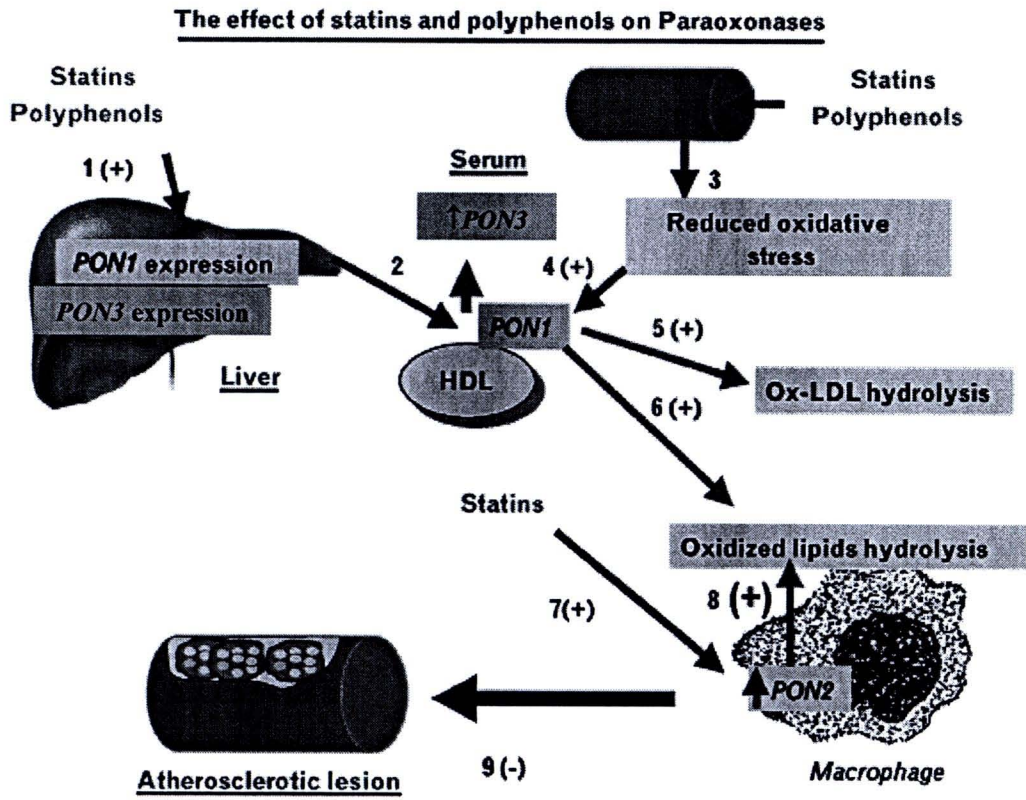 The effect of statins and polyphenols on Paraoxonases
Statins
Polyphenols
1 (+)
PON1 expression
PON3 expression
Liver
2
Serum
↑PON3
PON1
HDL
Statins
Polyphenols
3
Reduced oxidative
stress
4 (+)
5 (+)
Ox-LDL hydrolysis
6 (+)
Statins
7(+)
Oxidized lipids hydrolysis
8 (+)
PON2
Macrophage
9 (-)
Atherosclerotic lesion